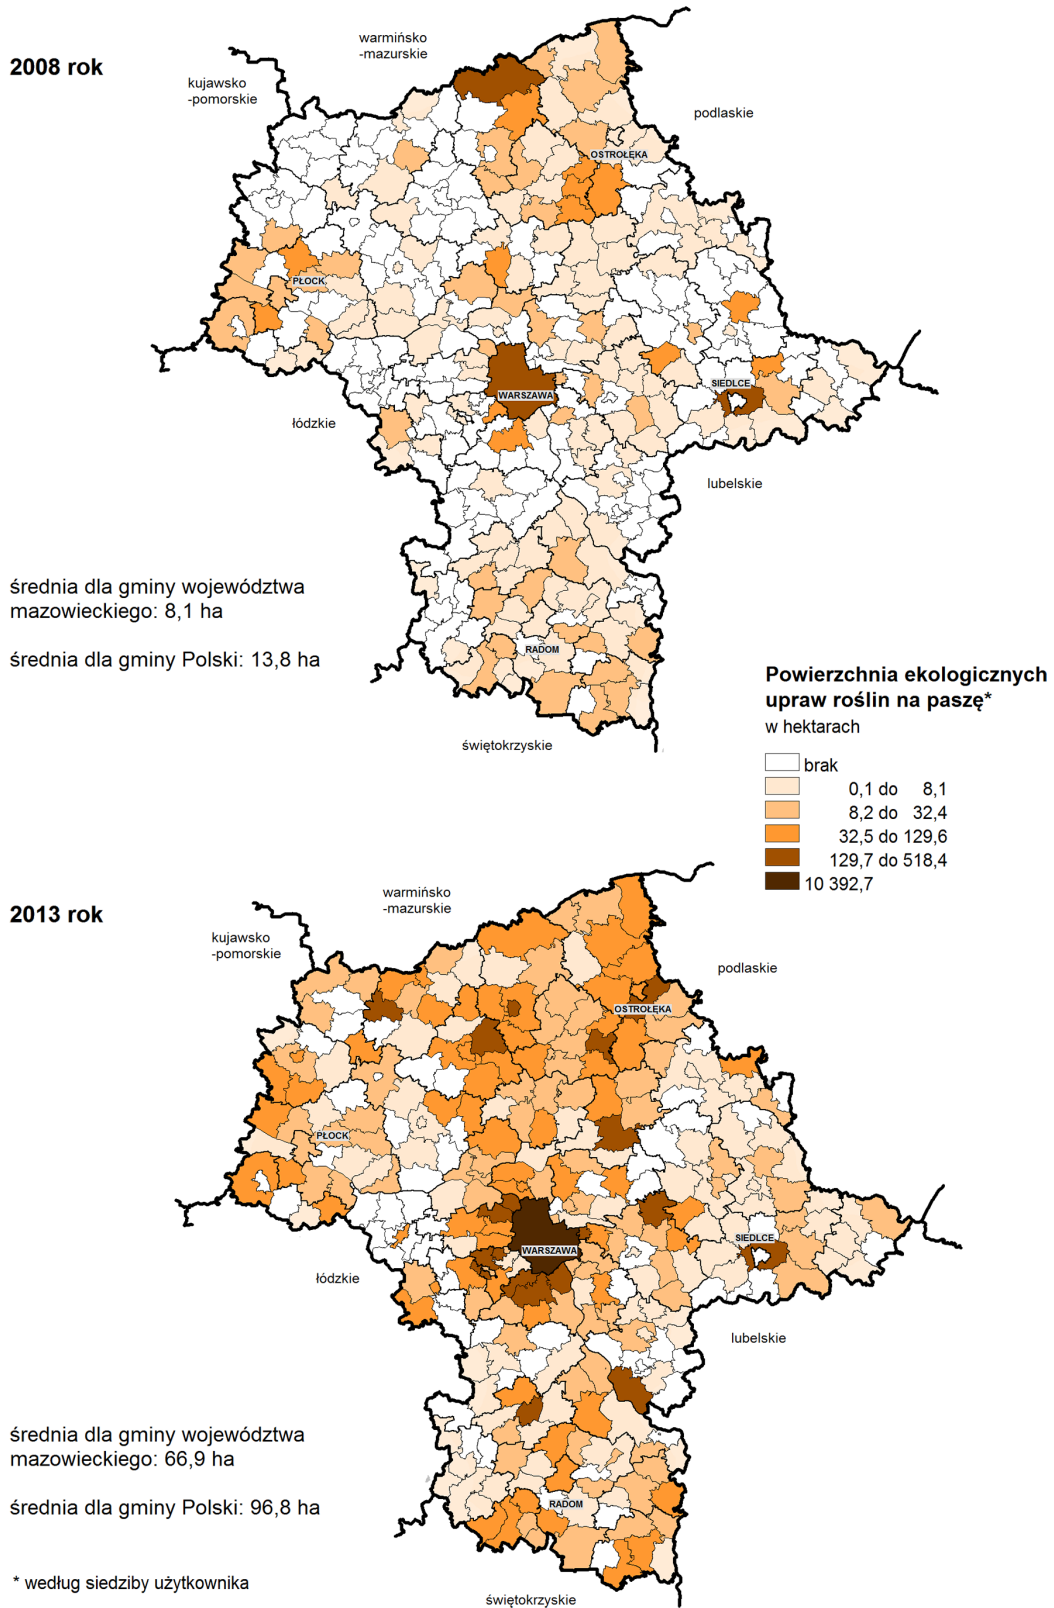 2008 rok
warmińsko
-mazurskie
kujawsko
-pomorskie
podlaskie
OSTROŁĘKA
PŁOCK
SIEDLCE
WARSZAWA
łódzkie
lubelskie
średnia dla gminy województwa
mazowieckiego: 8,1 ha
średnia dla gminy Polski: 13,8 ha
RADOM
świętokrzyskie
Powierzchnia ekologicznych
upraw roślin na paszę*
w hektarach
brak
0,1 do 8,1
8,2 do 32,4
32,5 do 129,6
129,7 do 518,4
10 392,7
2013 rok
warmińsko
-mazurskie
kujawsko
-pomorskie
podlaskie
OSTROŁĘKA
PŁOCK
SIEDLCE
WARSZAWA
łódzkie
lubelskie
średnia dla gminy województwa
mazowieckiego: 66,9 ha
średnia dla gminy Polski: 96,8 ha
RADOM
* według siedziby użytkownika
świętokrzyskie